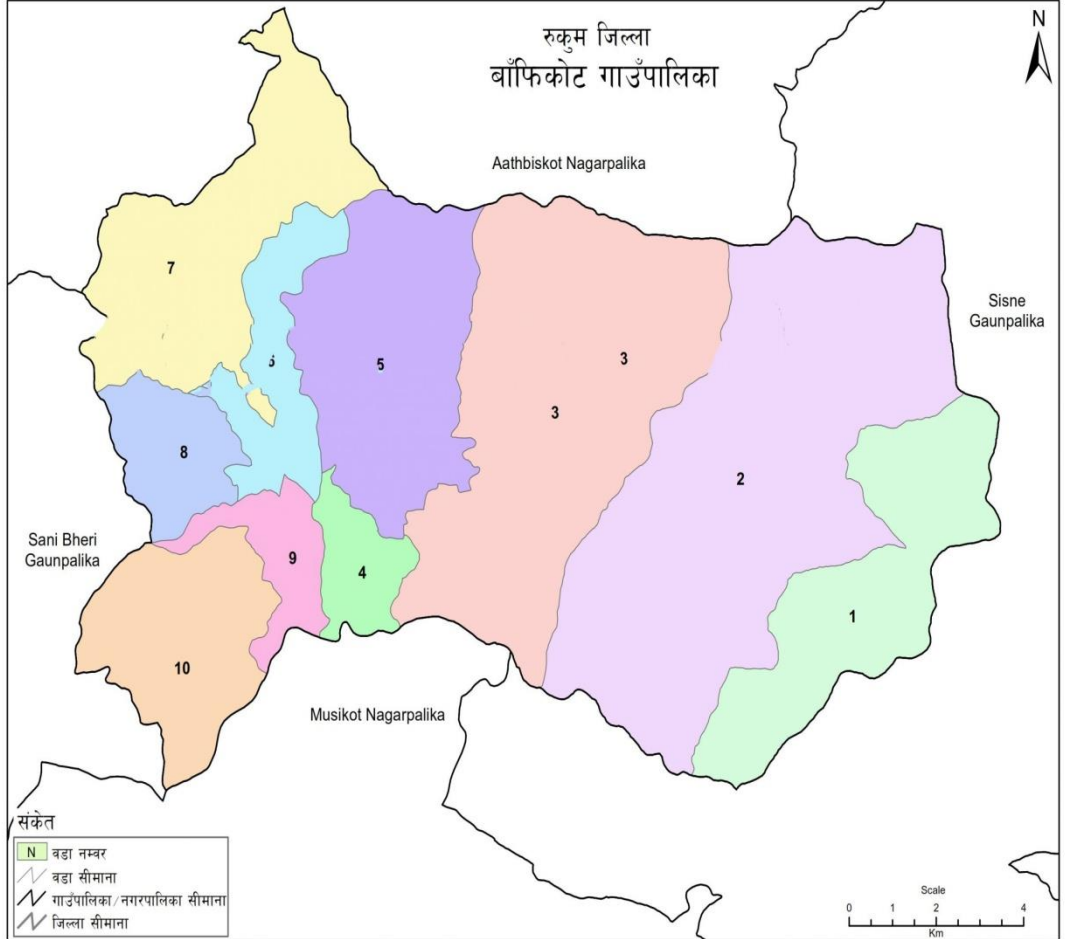 रुकुम जिल्ला
बाँफिकोट गाउँपालिका
N
Aathbiskot Nagarpalika
7
Sisne
Gaunpalika
3
5
3
8
2
Sani Bheri
Gaunpalika
9
4
1
10
Musikot Nagarpalika
संकेत
N वडा नम्बर
वडा सीमाना
गाउँपालिका/नगरपालिका सीमाना
जिल्ला सीमाना
Scale
0 1 2 4
Km